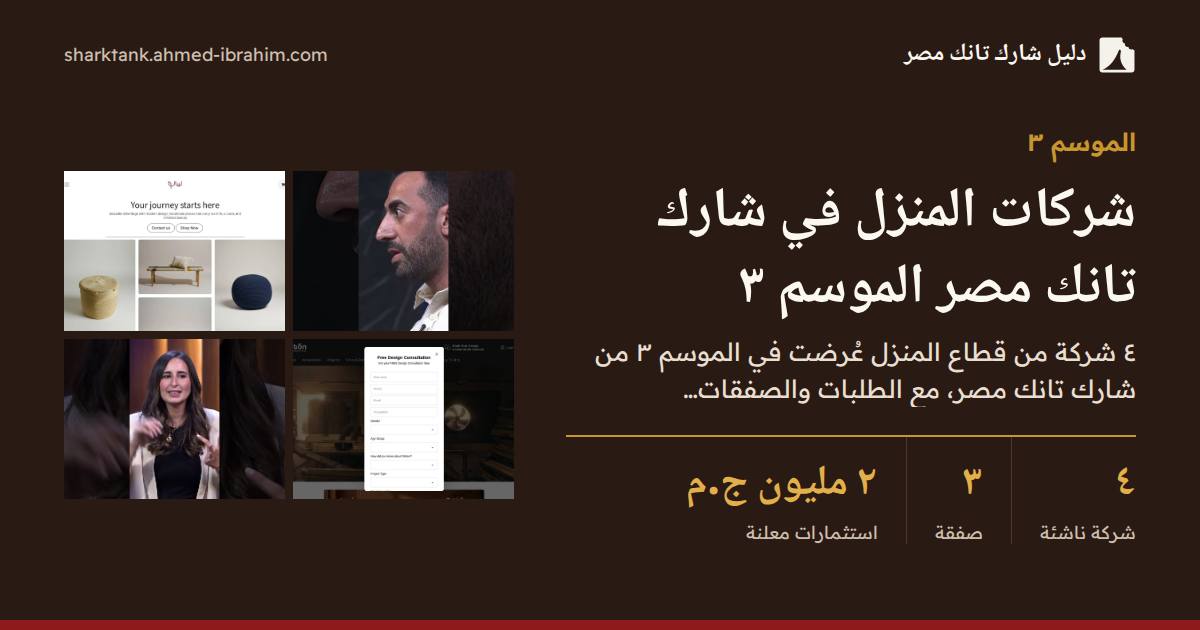 دليل شارك تانك مصر
sharktank.ahmed-ibrahim.com
الموسم ٣
شركات المنزل في شارك
تانك مصر الموسم ٣
٤ شركة من قطاع المنزل عُرضت في الموسم ٣ من
شارك تانك مصر، مع الطلبات والصفقات...
٤
شركة ناشئة
٣
صفقة
٢ مليون ج.م
استثمارات معلنة
Your journey starts here
Contact us
Shop Now
Free Design Consultation